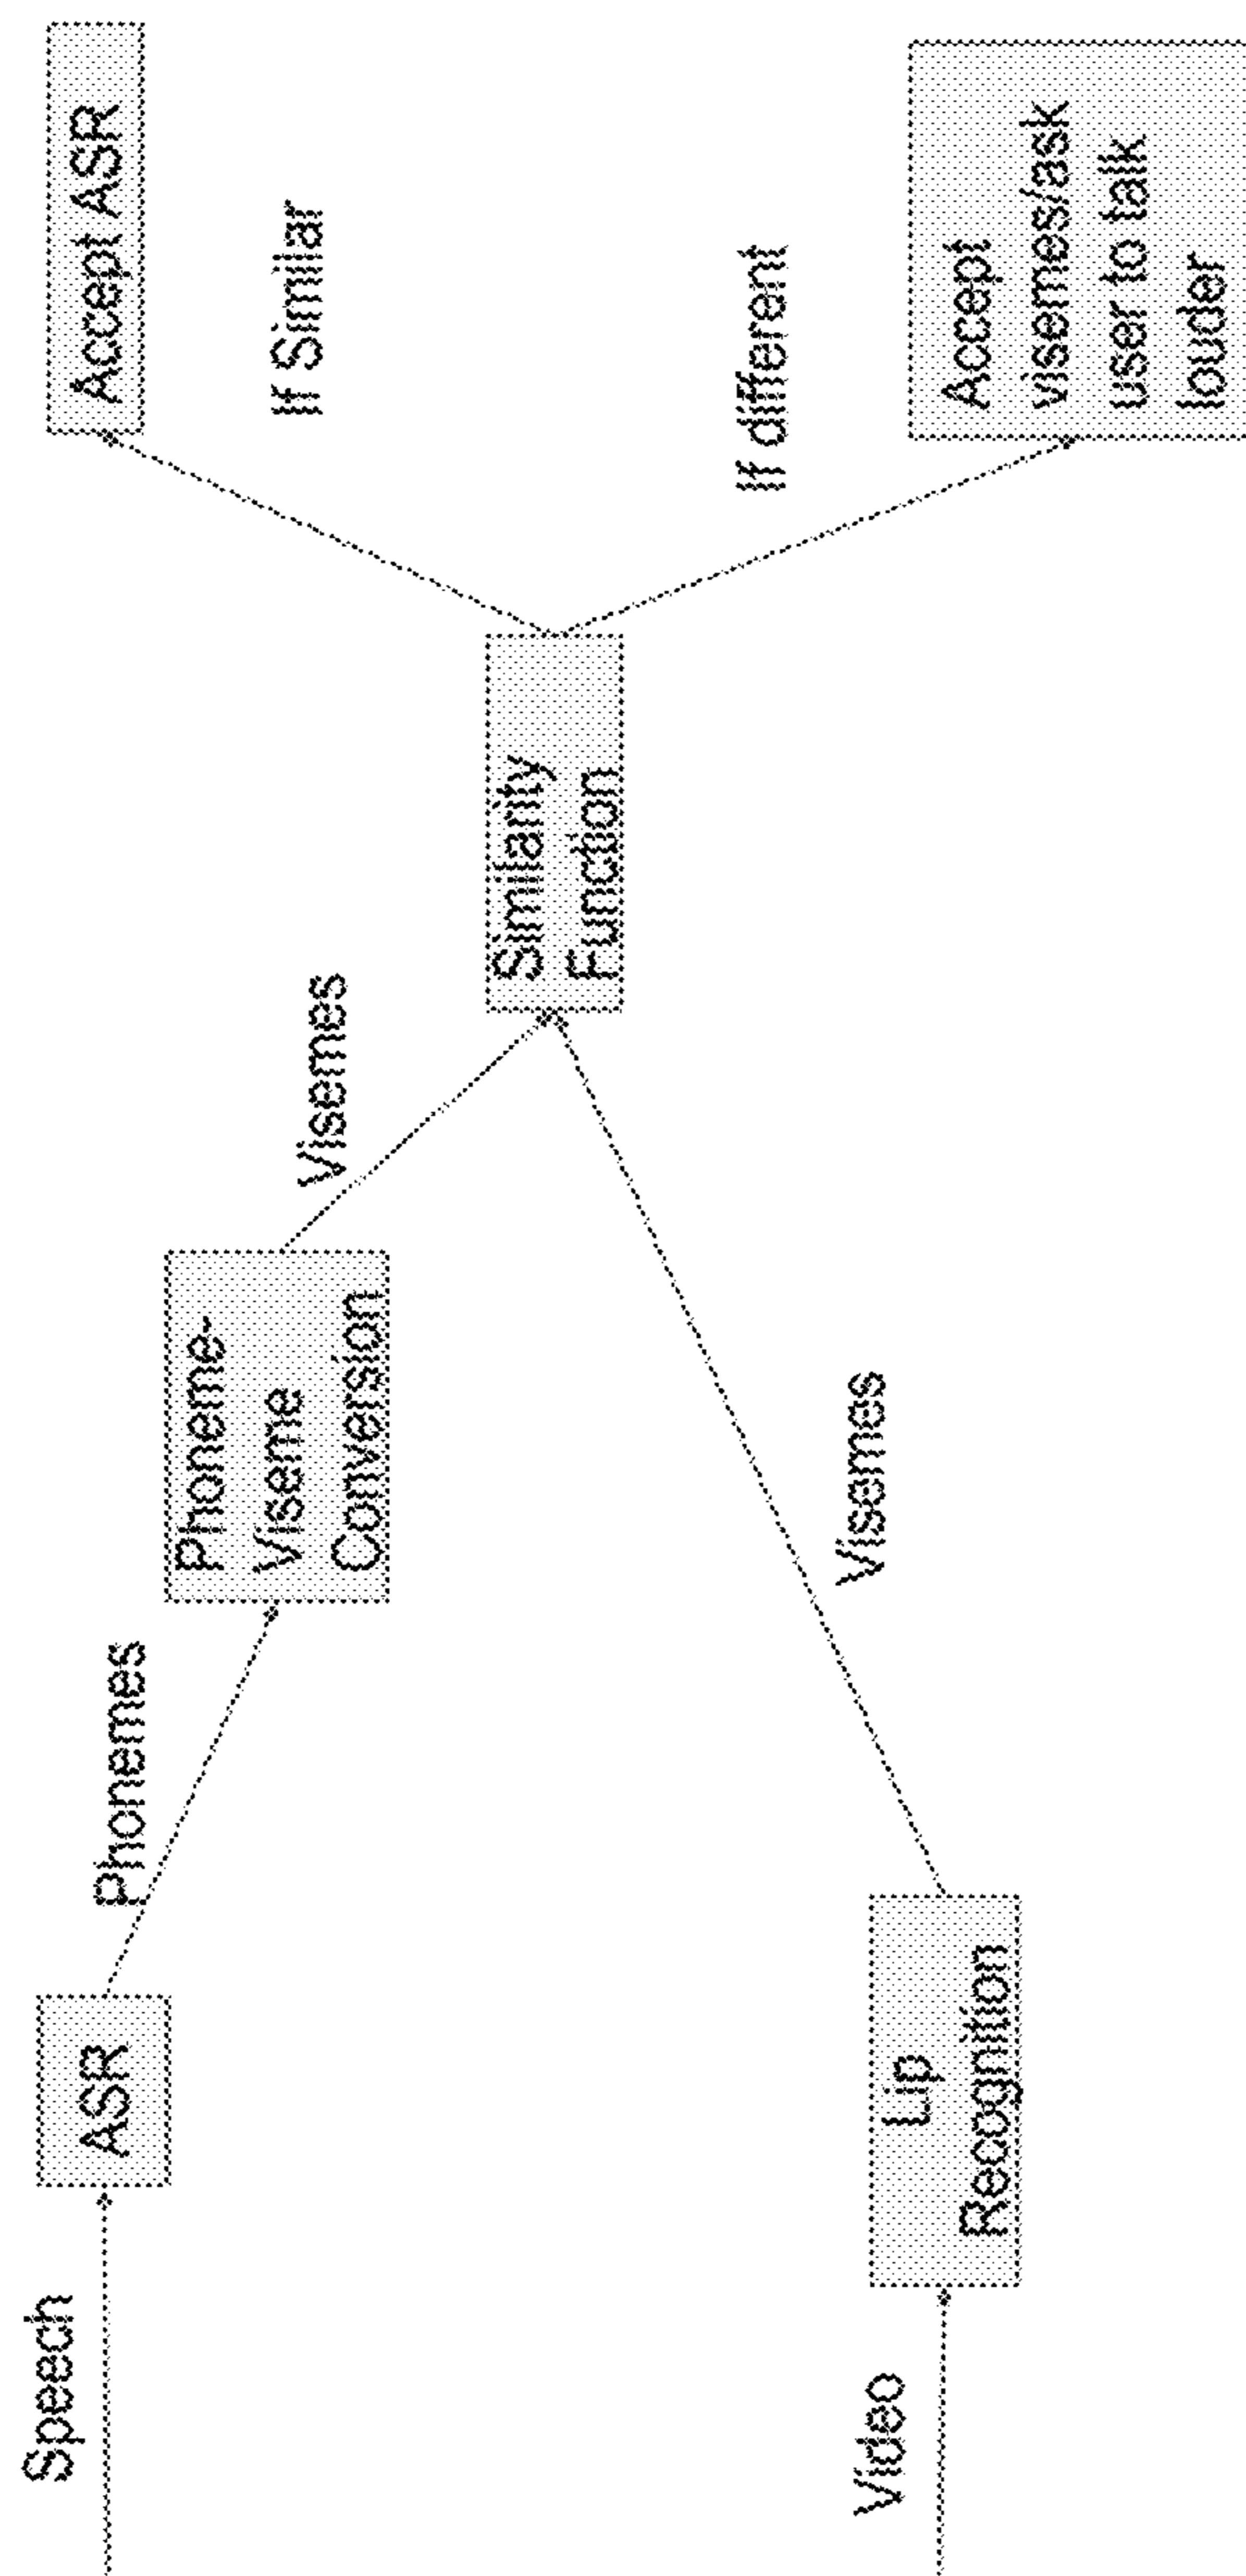 Speech
ASR
Phonemes
Phoneme-
Viseme
Conversion
Visemes
Video
Lip
Recognition
Visemes
Similarity
Function
If Similar
Accept ASR
If different
Accept
visemes/ask
user to talk
louder